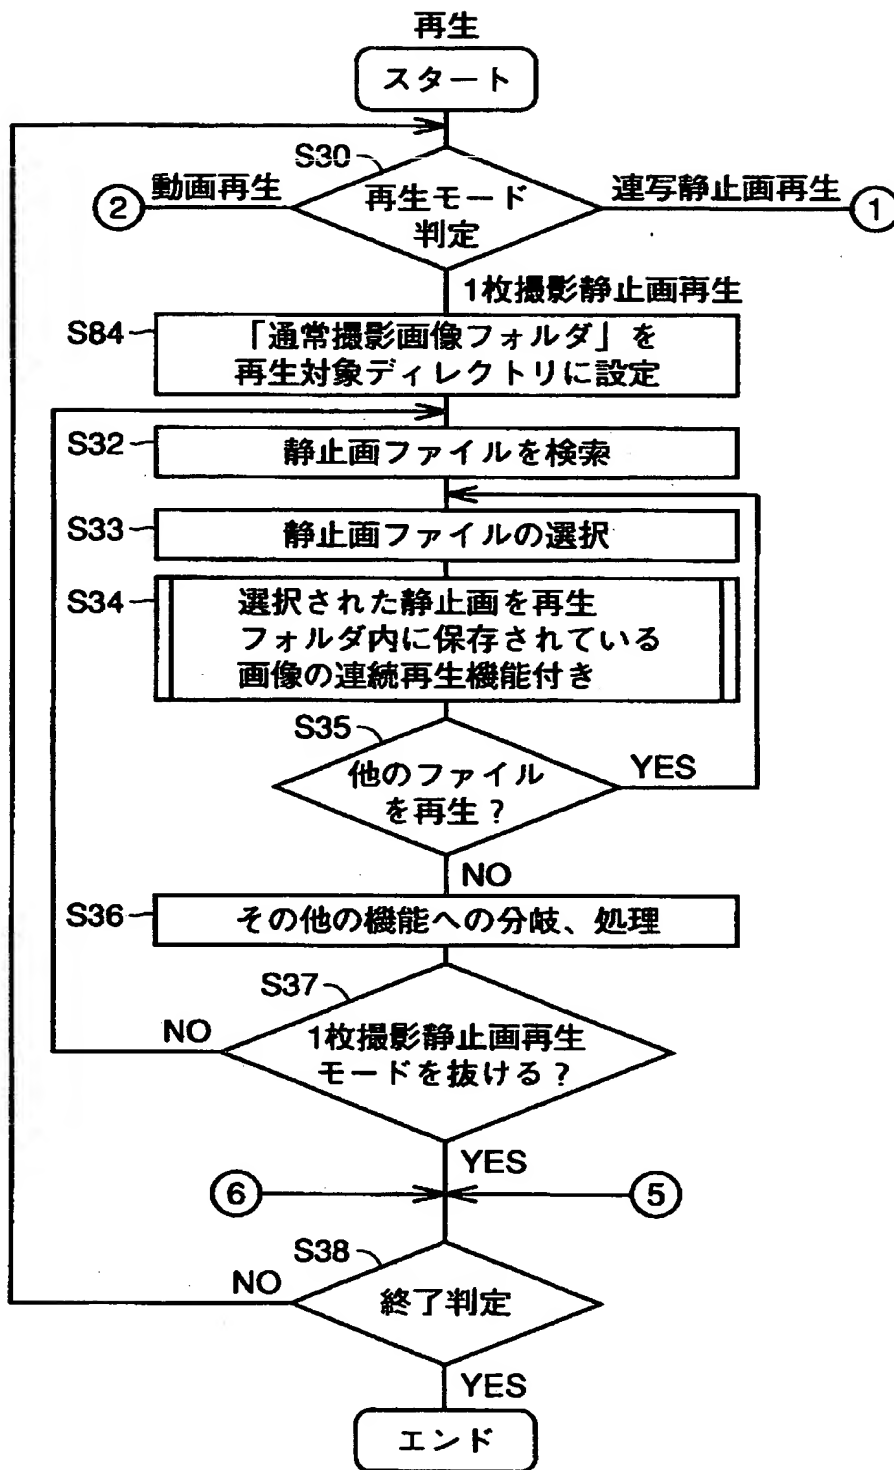 再生
スタート
S30
動画再生
②
再生モード
判定
連写静止画再生
①
1枚撮影静止画再生
S84
「通常撮影画像フォルダ」を
再生対象ディレクトリに設定
S32
静止画ファイルを検索
S33
静止画ファイルの選択
S34
選択された静止画を再生
フォルダ内に保存されている
画像の連続再生機能付き
S35
他のファイル
を再生?
YES
NO
S36
その他の機能への分岐、処理
S37
NO
1枚撮影静止画再生
モードを抜ける?
YES
⑥
⑤
S38
NO
終了判定
YES
エンド